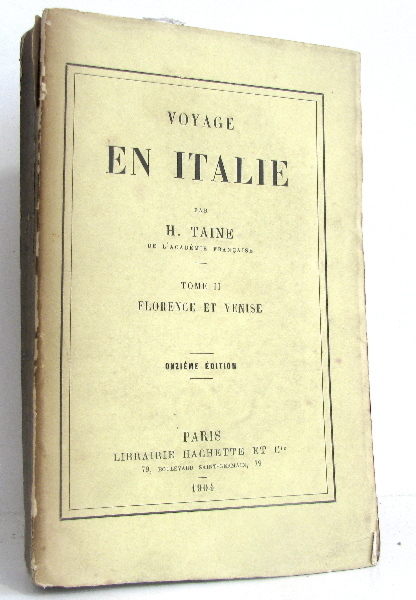 VOYAGE
EN ITALIE
PAR
H. TAINE
DE L'ACADÉMIE FRANÇAISE
TOME II
FLORENCE ET VENISE
ONZIÈME ÉDITION
PARIS
LIBRAIRIE HACHETTE ET Cie
79, BOULEVARD SAINT-GERMAIN, 79
1904